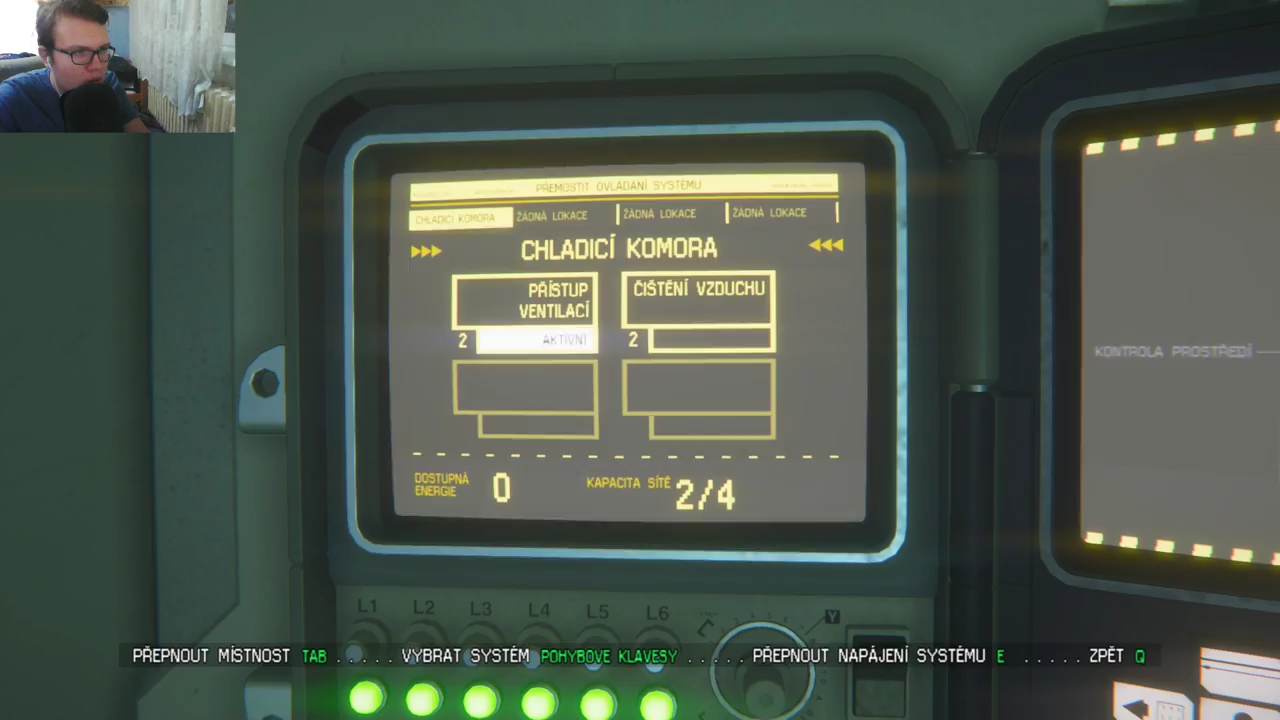 PŘEMOSTIT OVLÁDÁNÍ SYSTÉMU
CHLADICÍ KOMORA
ŽÁDNÁ LOKACE
ŽÁDNÁ LOKACE
ŽÁDNÁ LOKACE
CHLADICÍ KOMORA
PŘÍSTUP
VENTILACÍ
ČIŠTĚNÍ VZDUCHU
2
AKTIVNÍ
2
KONTROLA PROSTŘEDÍ
DOSTUPNÁ
ENERGIE
0
KAPACITA SÍTĚ
2/4
L1 L2 L3 L4 L5 L6
Y
PŘEPNOUT MÍSTNOST TAB ..... VYBRAT SYSTÉM POHYBOVÉ KLÁVESY ..... PŘEPNOUT NAPÁJENÍ SYSTÉMU E ..... ZPĚT Q